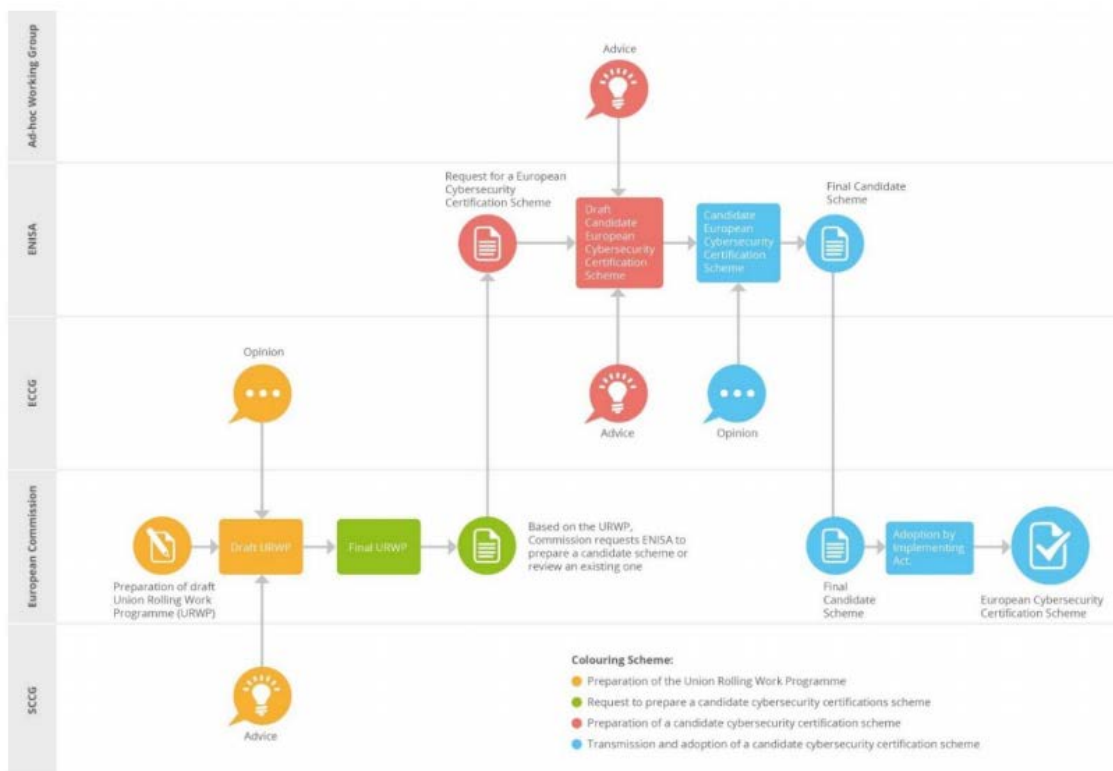 Ad-hoc Working Group
Advice
ENISA
Request for a European
Cybersecurity
Certification Scheme
Draft
Candidate
European
Cybersecurity
Certification
Scheme
Candidate
European
Cybersecurity
Certification
Scheme
Final Candidate
Scheme
ECCG
Opinion
Advice
Opinion
European Commission
Preparation of draft
Union Rolling Work
Programme (URWP)
Draft URWP
Final URWP
Based on the URWP,
Commission requests ENISA to
prepare a candidate scheme or
review an existing one
Final
Candidate
Scheme
Adoption by
Implementing
Act.
European Cybersecurity
Certification Scheme
SCCG
Advice
Colouring Scheme:
Preparation of the Union Rolling Work Programme
Request to prepare a candidate cybersecurity certifications scheme
Preparation of a candidate cybersecurity certification scheme
Transmission and adoption of a candidate cybersecurity certification scheme